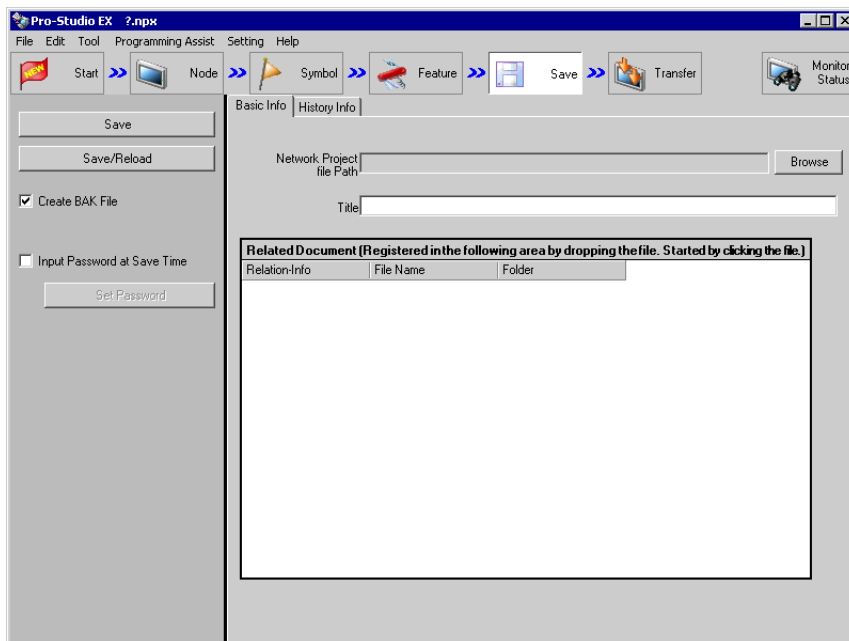 Pro-Studio EX ?.npx
File Edit Tool Programming Assist Setting Help
NEW Start Node Symbol Feature Save Transfer Monitor Status
Basic Info History Info
Save
Save/Reload
Create BAK File
Input Password at Save Time
Set Password
Network Project
file Path
Browse
Title
Related Document (Registered in the following area by dropping the file. Started by clicking the file.)
Relation-Info File Name Folder